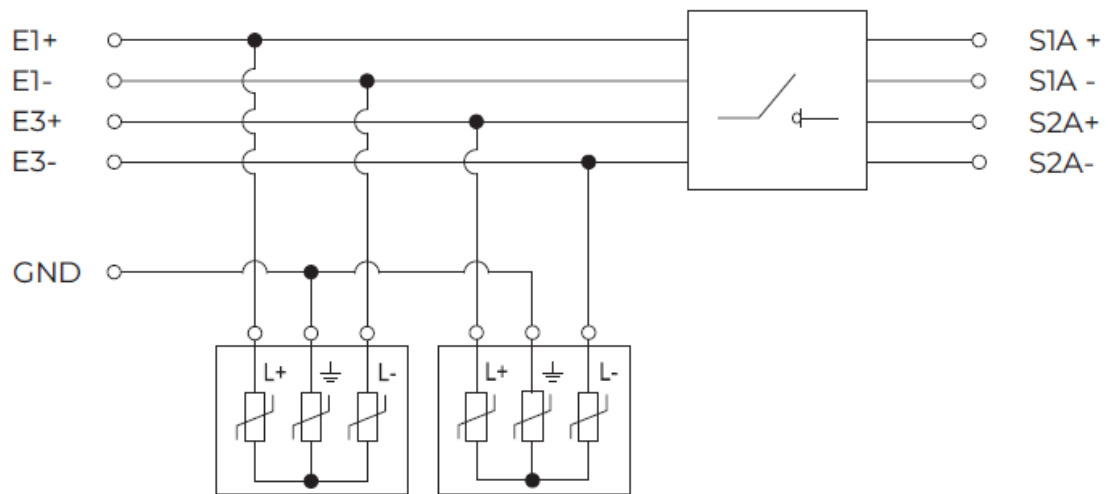 E1+
S1A +
E1-
S1A -
E3+
S2A+
E3-
S2A-
GND
L+ L- L+ L-